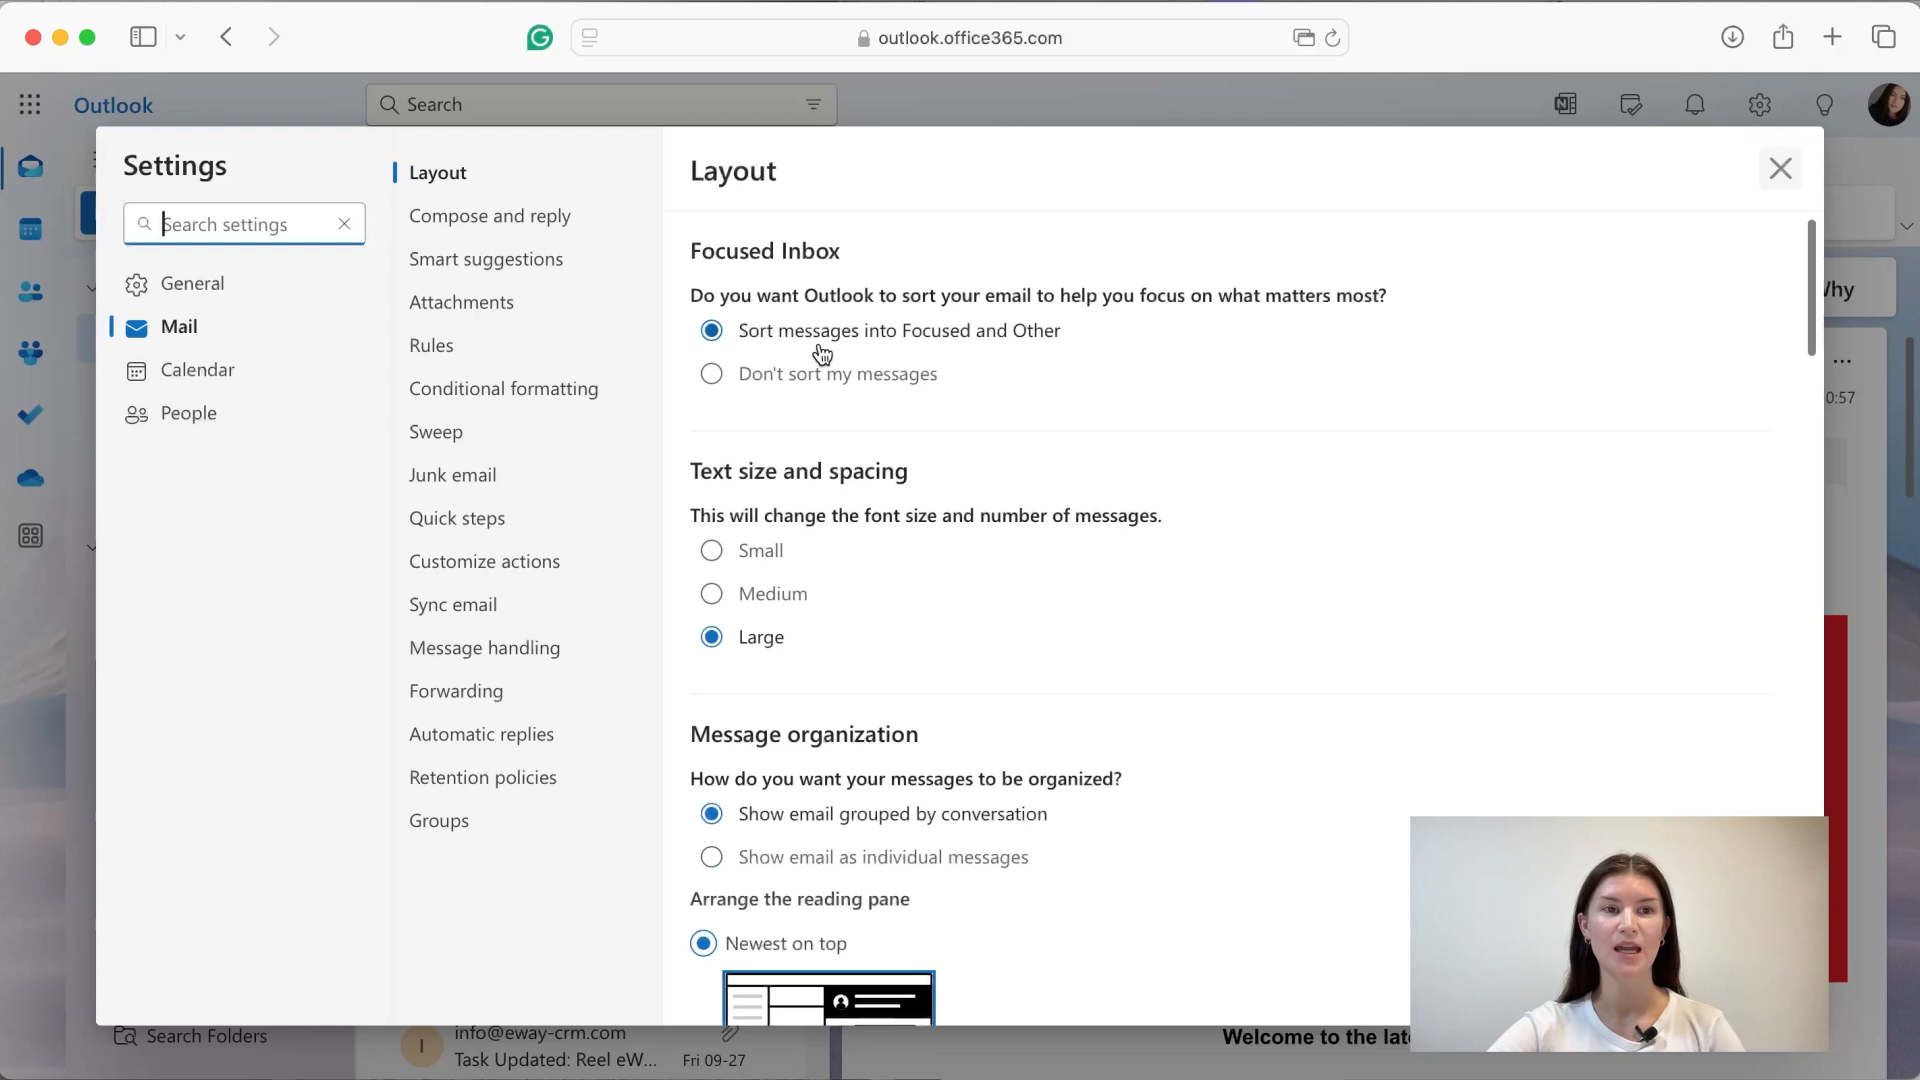 outlook.office365.com
Outlook
Search
Settings
Search settings
General
Mail
Calendar
People
Layout
Compose and reply
Smart suggestions
Attachments
Rules
Conditional formatting
Sweep
Junk email
Quick steps
Customize actions
Sync email
Message handling
Forwarding
Automatic replies
Retention policies
Groups
Layout
Focused Inbox
Do you want Outlook to sort your email to help you focus on what matters most?
Sort messages into Focused and Other
Don't sort my messages
Text size and spacing
This will change the font size and number of messages.
Small
Medium
Large
Message organization
How do you want your messages to be organized?
Show email grouped by conversation
Show email as individual messages
Arrange the reading pane
Newest on top
0:57
Search Folders
I
info@eway-crm.com
Task Updated: Reel eW...
Fri 09-27
Welcome to the